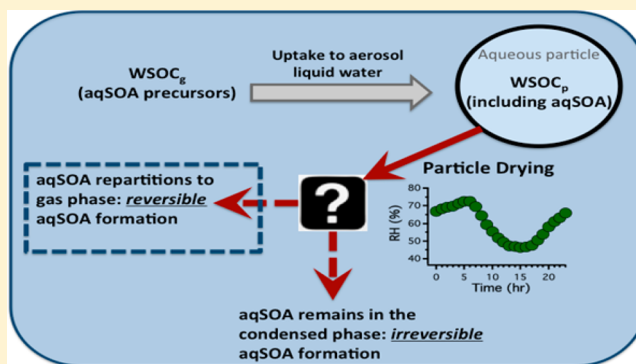 WSOCg
(aqSOA precursors)
Uptake to aerosol
liquid water
Aqueous particle
WSOCp
(including aqSOA)
Particle Drying
aqSOA repartitions to
gas phase: reversible
aqSOA formation
?
80
70
60
50
40
RH (%)
0 5 10 15 20
Time (hr)
aqSOA remains in the
condensed phase: irreversible
aqSOA formation